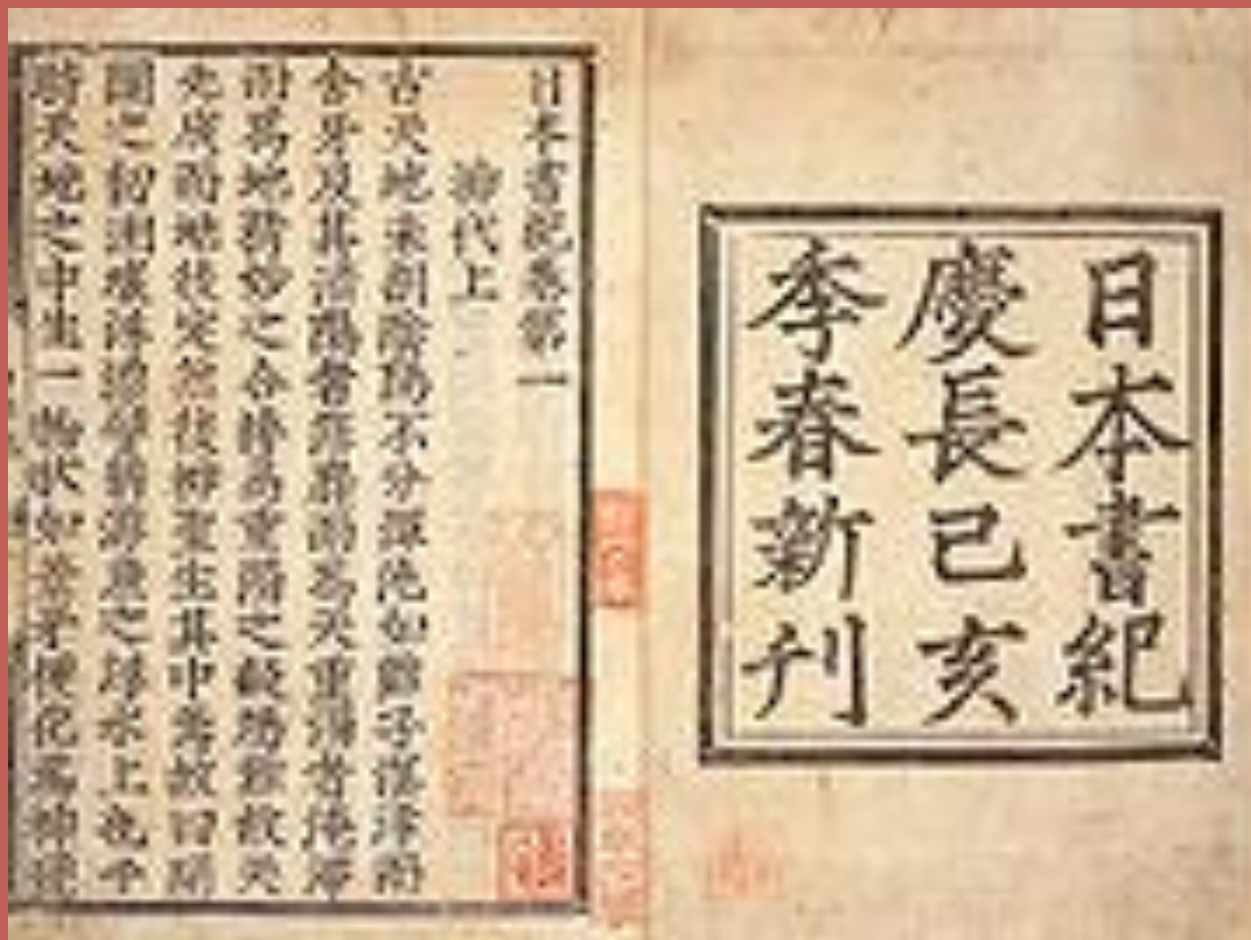 日本書紀
慶長己亥
季春新刊
日本書紀卷第一
神代上
古天地未剖陰陽不分渾沌如鷄子溟涬而
含牙及其淸陽者薄靡而爲天重濁者淹滯
而爲地精妙之合摶易重濁之凝竭難故天
先成而地後定然後神聖生其中焉故曰開
闢之初洲壤浮漂譬猶游魚之浮水上也于
時天地之中生一物狀如葦牙便化爲神號